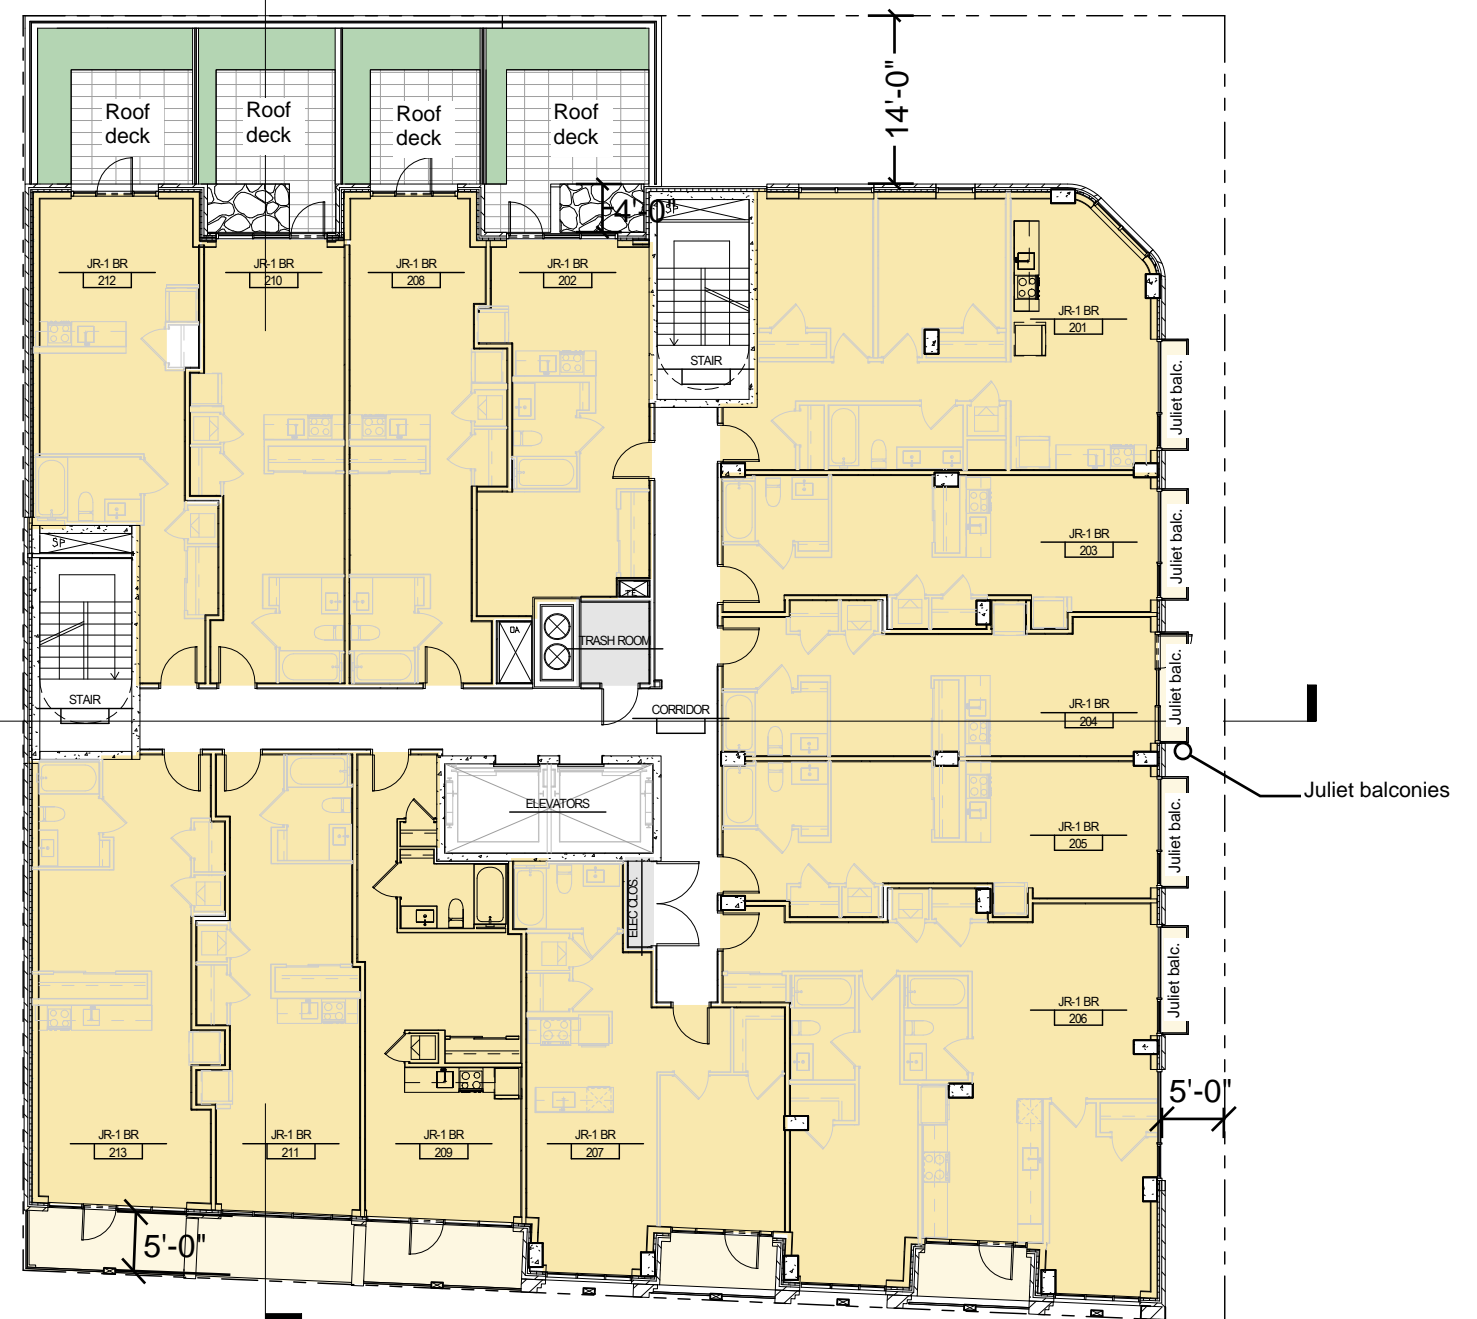 14'-0"
Roof
deck
Roof
deck
Roof
deck
Roof
deck
4'-0"
SP
JR-1 BR
212
JR-1 BR
210
JR-1 BR
208
JR-1 BR
202
JR-1 BR
201
STAIR
Juliet balc.
SP
JR-1 BR
203
Juliet balc.
TE
DA
TRASH ROOM
STAIR
CORRIDOR
JR-1 BR
204
Juliet balc.
Juliet balconies
ELEVATORS
JR-1 BR
205
Juliet balc.
ELEC CLOS.
Juliet balc.
JR-1 BR
206
5'-0"
JR-1 BR
213
JR-1 BR
211
JR-1 BR
209
JR-1 BR
207
5'-0"